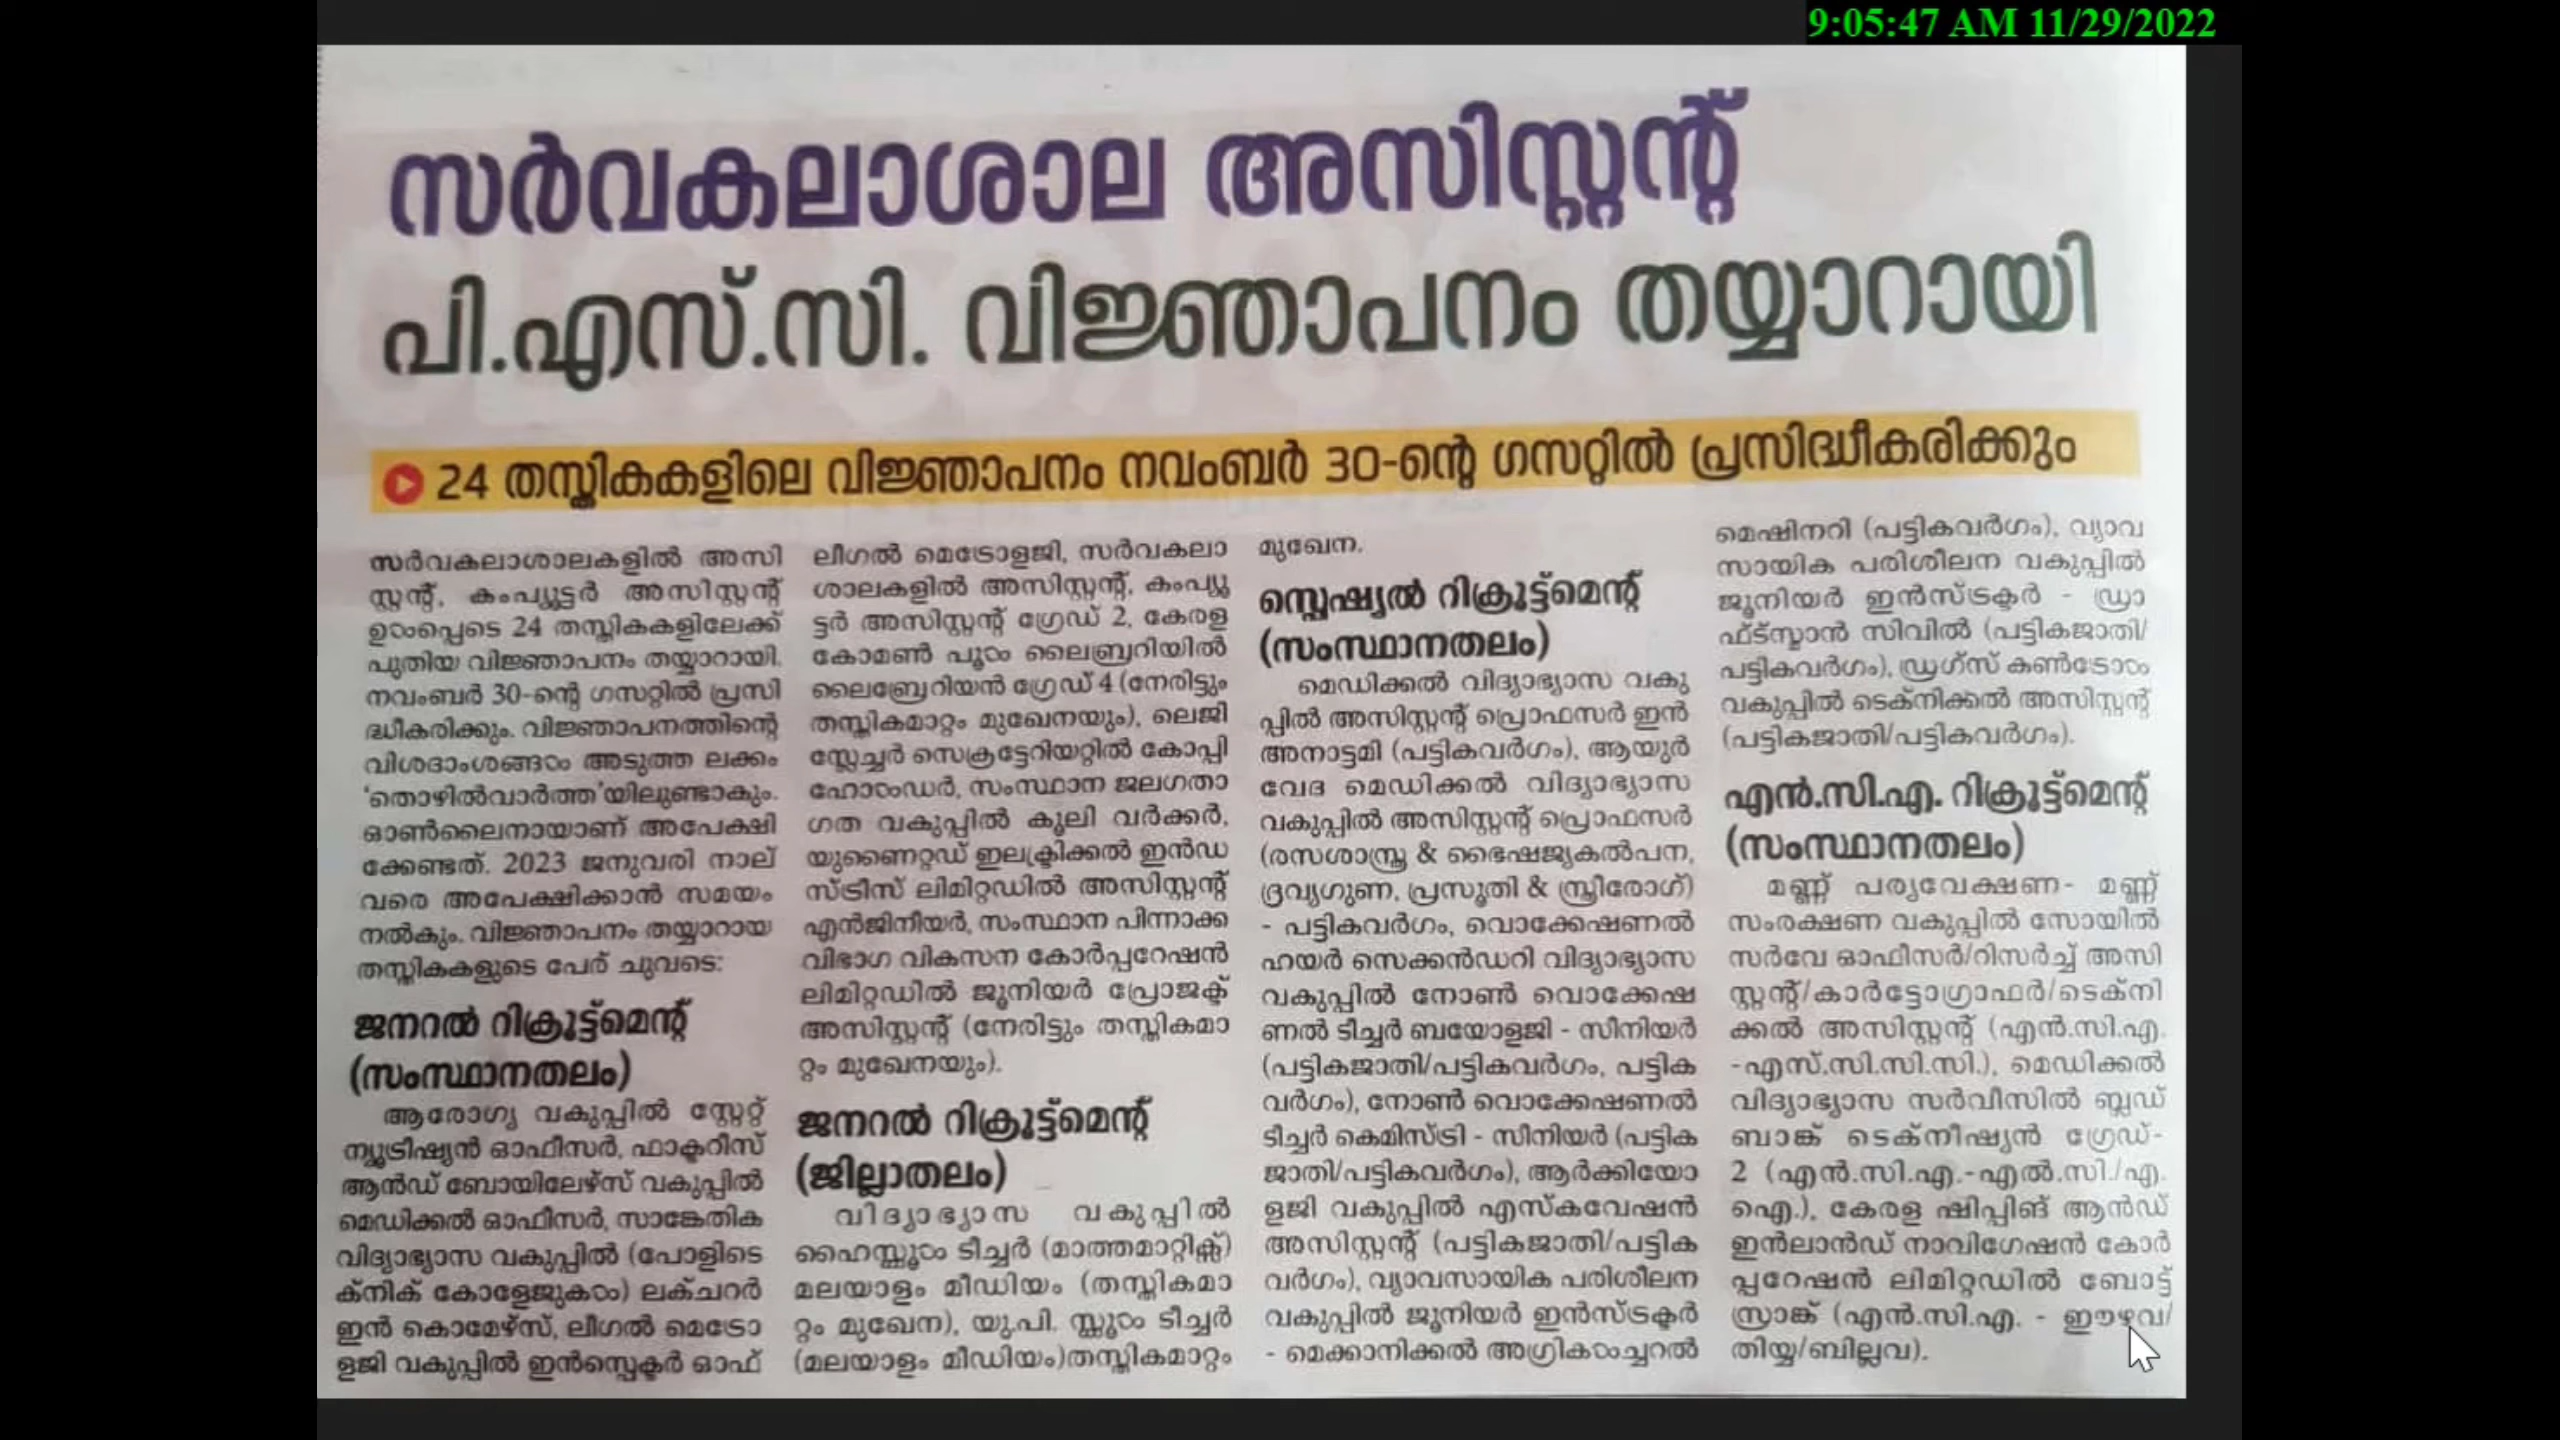 9:05:47 AM 11/29/2022
സർവകലാശാല അസിസ്റ്റന്റ്
പി.എസ്.സി. വിജ്ഞാപനം തയ്യാറായി
24 തസ്തികകളിലെ വിജ്ഞാപനം നവംബർ 30-ന്റെ ഗസറ്റിൽ പ്രസിദ്ധീകരിക്കും
സർവകലാശാലകളിൽ അസി
സ്റ്റന്റ്, കംപ്യൂട്ടർ അസിസ്റ്റന്റ്
ഉൾപ്പെടെ 24 തസ്തികകളിലേക്ക്
പുതിയ വിജ്ഞാപനം തയ്യാറായി.
നവംബർ 30-ന്റെ ഗസറ്റിൽ പ്രസി
ദ്ധീകരിക്കും. വിജ്ഞാപനത്തിന്റെ
വിശദാംശങ്ങൾ അടുത്ത ലക്കം
'തൊഴിൽവാർത്ത'യിലുണ്ടാകും.
ഓൺലൈനായാണ് അപേക്ഷി
ക്കേണ്ടത്. 2023 ജനുവരി നാല്
വരെ അപേക്ഷിക്കാൻ സമയം
നൽകും. വിജ്ഞാപനം തയ്യാറായ
തസ്തികകളുടെ പേര് ചുവടെ:
ജനറൽ റിക്രൂട്ട്മെന്റ്
(സംസ്ഥാനതലം)
ആരോഗ്യ വകുപ്പിൽ സ്റ്റേറ്റ്
ന്യൂട്രിഷ്യൻ ഓഫീസർ, ഫാക്ടറീസ്
ആൻഡ് ബോയിലേഴ്സ് വകുപ്പിൽ
മെഡിക്കൽ ഓഫീസർ, സാങ്കേതിക
വിദ്യാഭ്യാസ വകുപ്പിൽ (പോളിടെ
ക്നിക് കോളേജുകൾ) ലക്ചറർ
ഇൻ കൊമേഴ്സ്, ലീഗൽ മെട്രോ
ളജി വകുപ്പിൽ ഇൻസ്പെക്ടർ ഓഫ്
ലീഗൽ മെട്രോളജി, സർവകലാ
ശാലകളിൽ അസിസ്റ്റന്റ്, കംപ്യൂ
ട്ടർ അസിസ്റ്റന്റ് ഗ്രേഡ് 2, കേരള
കോമൺ പൂൾ ലൈബ്രറിയിൽ
ലൈബ്രേറിയൻ ഗ്രേഡ് 4 (നേരിട്ടും
തസ്തികമാറ്റം മുഖേനയും), ലെജി
സ്ലേച്ചർ സെക്രട്ടേറിയറ്റിൽ കോപ്പി
ഹോൾഡർ, സംസ്ഥാന ജലഗതാ
ഗത വകുപ്പിൽ കൂലി വർക്കർ,
യുണൈറ്റഡ് ഇലക്ട്രിക്കൽ ഇൻഡ
സ്ട്രീസ് ലിമിറ്റഡിൽ അസിസ്റ്റന്റ്
എൻജിനീയർ, സംസ്ഥാന പിന്നാക്ക
വിഭാഗ വികസന കോർപ്പറേഷൻ
ലിമിറ്റഡിൽ ജൂനിയർ പ്രോജക്ട്
അസിസ്റ്റന്റ് (നേരിട്ടും തസ്തികമാ
റ്റം മുഖേനയും).
ജനറൽ റിക്രൂട്ട്മെന്റ്
(ജില്ലാതലം)
വിദ്യാഭ്യാസ വകുപ്പിൽ
ഹൈസ്കൂൾ ടീച്ചർ (മാത്തമാറ്റിക്സ്)
മലയാളം മീഡിയം (തസ്തികമാ
റ്റം മുഖേന), യു.പി. സ്കൂൾ ടീച്ചർ
(മലയാളം മീഡിയം)തസ്തികമാറ്റം
മുഖേന.
സ്പെഷ്യൽ റിക്രൂട്ട്മെന്റ്
(സംസ്ഥാനതലം)
മെഡിക്കൽ വിദ്യാഭ്യാസ വകു
പ്പിൽ അസിസ്റ്റന്റ് പ്രൊഫസർ ഇൻ
അനാട്ടമി (പട്ടികവർഗം), ആയുർ
വേദ മെഡിക്കൽ വിദ്യാഭ്യാസ
വകുപ്പിൽ അസിസ്റ്റന്റ് പ്രൊഫസർ
(രസശാസ്ത്ര & ഭൈഷജ്യകൽപന,
ദ്രവ്യഗുണ, പ്രസൂതി & സ്ത്രീരോഗ്)
- പട്ടികവർഗം, വൊക്കേഷണൽ
ഹയർ സെക്കൻഡറി വിദ്യാഭ്യാസ
വകുപ്പിൽ നോൺ വൊക്കേഷ
ണൽ ടീച്ചർ ബയോളജി - സീനിയർ
(പട്ടികജാതി/പട്ടികവർഗം, പട്ടിക
വർഗം), നോൺ വൊക്കേഷണൽ
ടീച്ചർ കെമിസ്ട്രി - സീനിയർ (പട്ടിക
ജാതി/പട്ടികവർഗം), ആർക്കിയോ
ളജി വകുപ്പിൽ എസ്കവേഷൻ
അസിസ്റ്റന്റ് (പട്ടികജാതി/പട്ടിക
വർഗം), വ്യാവസായിക പരിശീലന
വകുപ്പിൽ ജൂനിയർ ഇൻസ്ട്രക്ടർ
- മെക്കാനിക്കൽ അഗ്രികൾച്ചറൽ
മെഷിനറി (പട്ടികവർഗം), വ്യാവ
സായിക പരിശീലന വകുപ്പിൽ
ജൂനിയർ ഇൻസ്ട്രക്ടർ - ഡ്രാ
ഫ്ട്സ്മാൻ സിവിൽ (പട്ടികജാതി/
പട്ടികവർഗം), ഡ്രഗ്സ് കൺട്രോൾ
വകുപ്പിൽ ടെക്നിക്കൽ അസിസ്റ്റന്റ്
(പട്ടികജാതി/പട്ടികവർഗം).
എൻ.സി.എ. റിക്രൂട്ട്മെന്റ്
(സംസ്ഥാനതലം)
മണ്ണ് പര്യവേക്ഷണ- മണ്ണ്
സംരക്ഷണ വകുപ്പിൽ സോയിൽ
സർവേ ഓഫീസർ/റിസർച്ച് അസി
സ്റ്റന്റ്/കാർട്ടോഗ്രാഫർ/ടെക്നി
ക്കൽ അസിസ്റ്റന്റ് (എൻ.സി.എ.
-എസ്.സി.സി.സി.), മെഡിക്കൽ
വിദ്യാഭ്യാസ സർവീസിൽ ബ്ലഡ്
ബാങ്ക് ടെക്നീഷ്യൻ ഗ്രേഡ്-
2 (എൻ.സി.എ.-എൽ.സി./എ.
ഐ.), കേരള ഷിപ്പിങ് ആൻഡ്
ഇൻലാൻഡ് നാവിഗേഷൻ കോർ
പ്പറേഷൻ ലിമിറ്റഡിൽ ബോട്ട്
സ്രാങ്ക് (എൻ.സി.എ. - ഈഴവ/
തിയ്യ/ബില്ലവ).